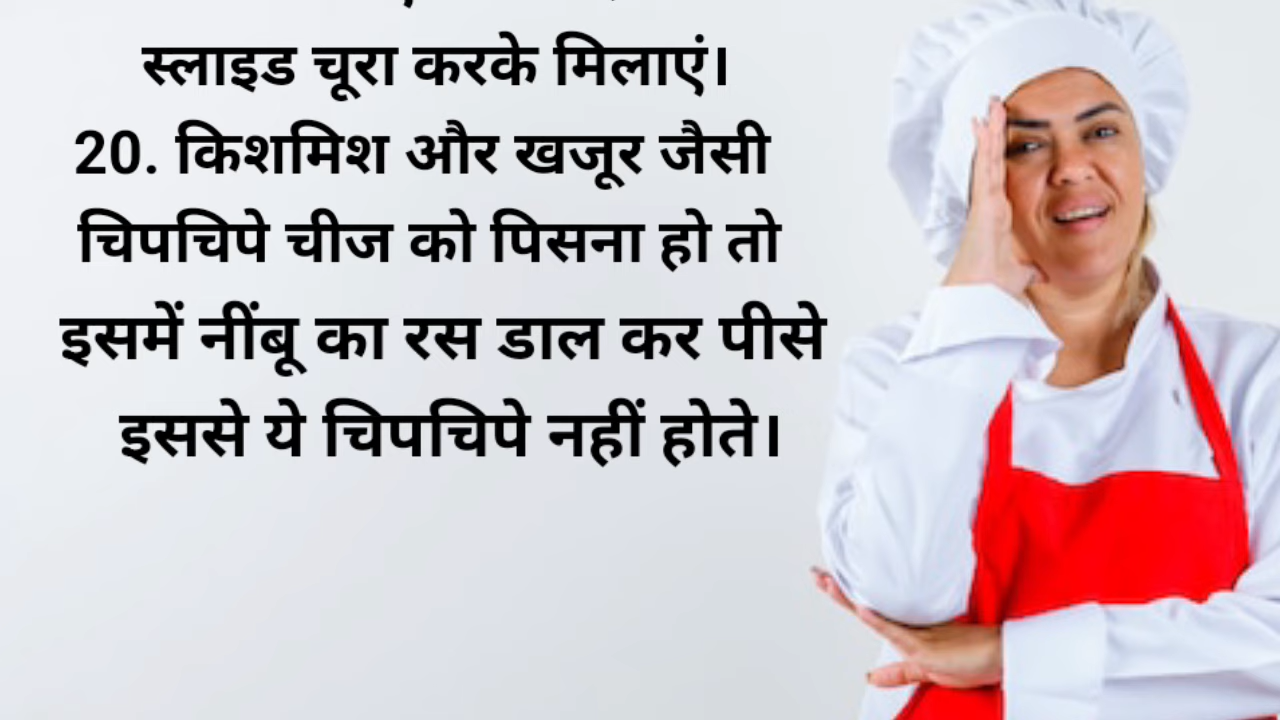 स्लाइड चूरा करके मिलाएं।
20. किशमिश और खजूर जैसी
चिपचिपे चीज को पिसना हो तो
इसमें नींबू का रस डाल कर पीसे
इससे ये चिपचिपे नहीं होते।